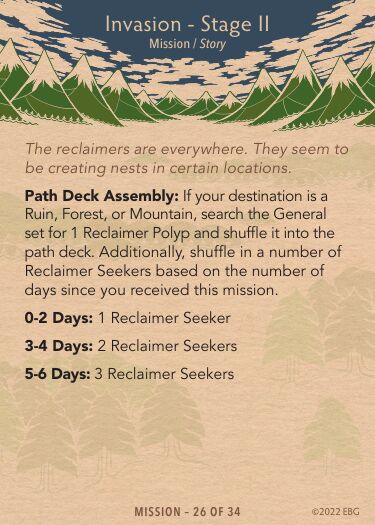 Invasion - Stage II
Mission / Story
The reclaimers are everywhere. They seem to
be creating nests in certain locations.
Path Deck Assembly: If your destination is a
Ruin, Forest, or Mountain, search the General
set for 1 Reclaimer Polyp and shuffle it into the
path deck. Additionally, shuffle in a number of
Reclaimer Seekers based on the number of
days since you received this mission.
0-2 Days: 1 Reclaimer Seeker
3-4 Days: 2 Reclaimer Seekers
5-6 Days: 3 Reclaimer Seekers
MISSION - 26 OF 34
©2022 EBG